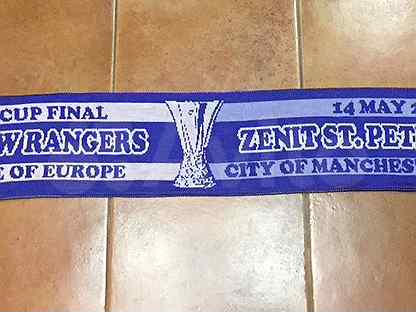 CUP FINAL
W RANGERS
E OF EUROPE
14 MAY
ZENIT ST. PET
CITY OF MANCHES